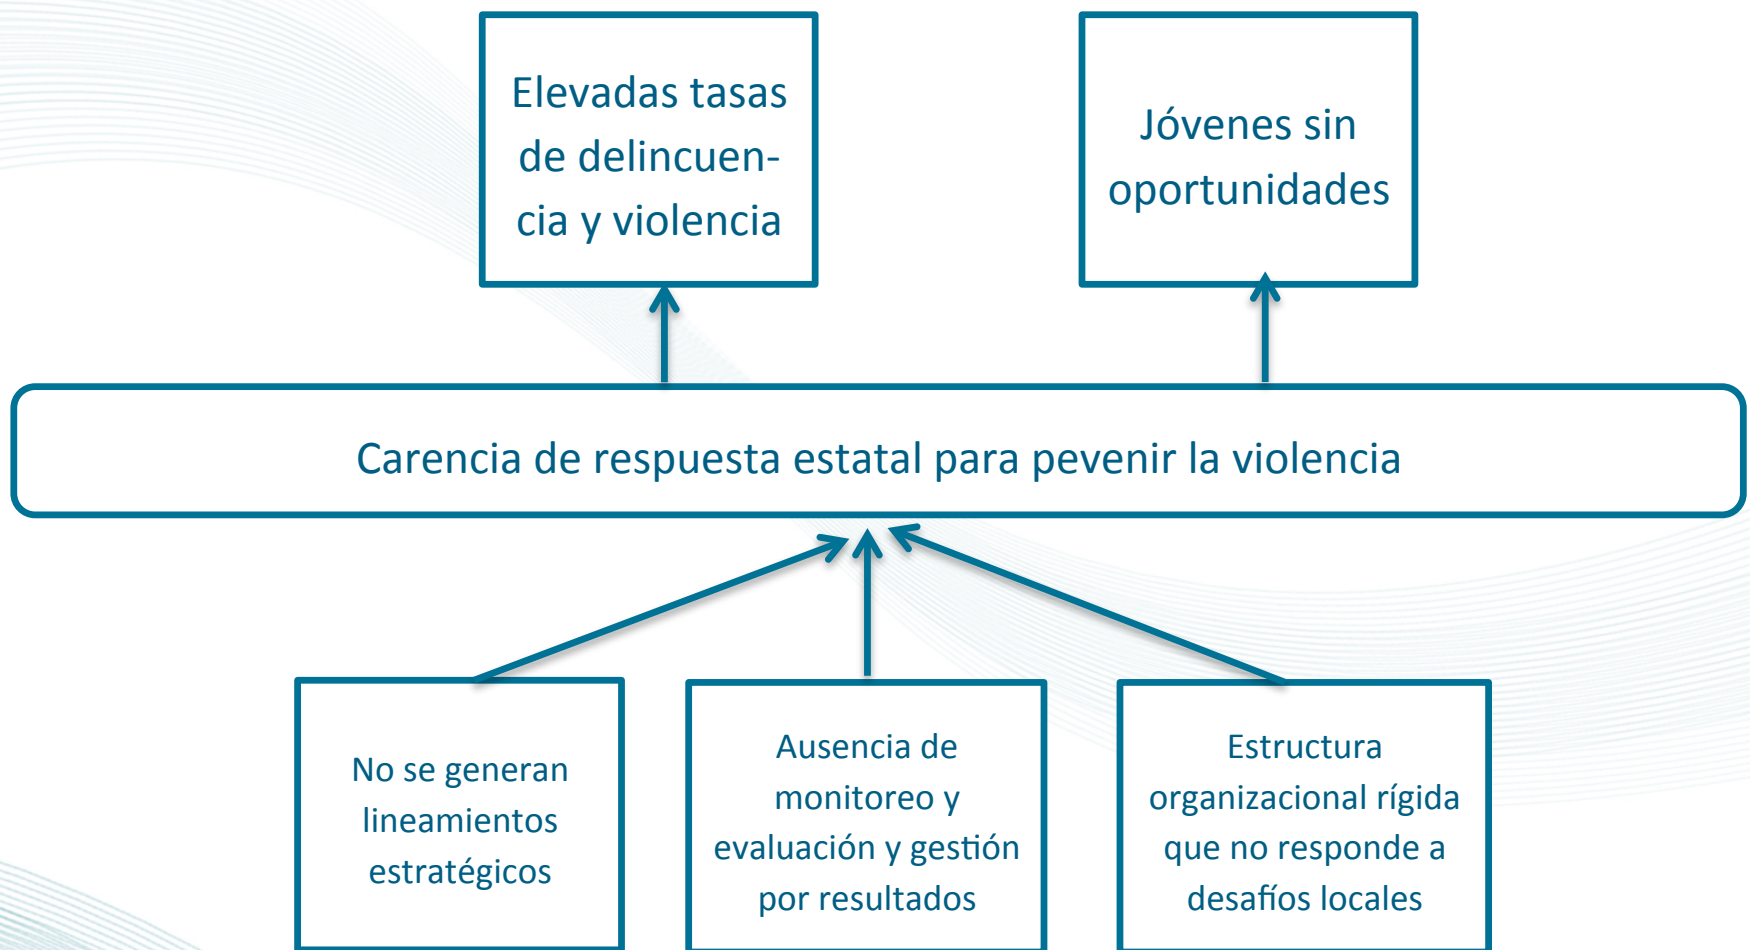 Elevadas tasas
de delincuen-
cia y violencia
Jóvenes sin
oportunidades
Carencia de respuesta estatal para pevenir la violencia
No se generan
lineamientos
estratégicos
Ausencia de
monitoreo y
evaluación y gestión
por resultados
Estructura
organizacional rígida
que no responde a
desafíos locales